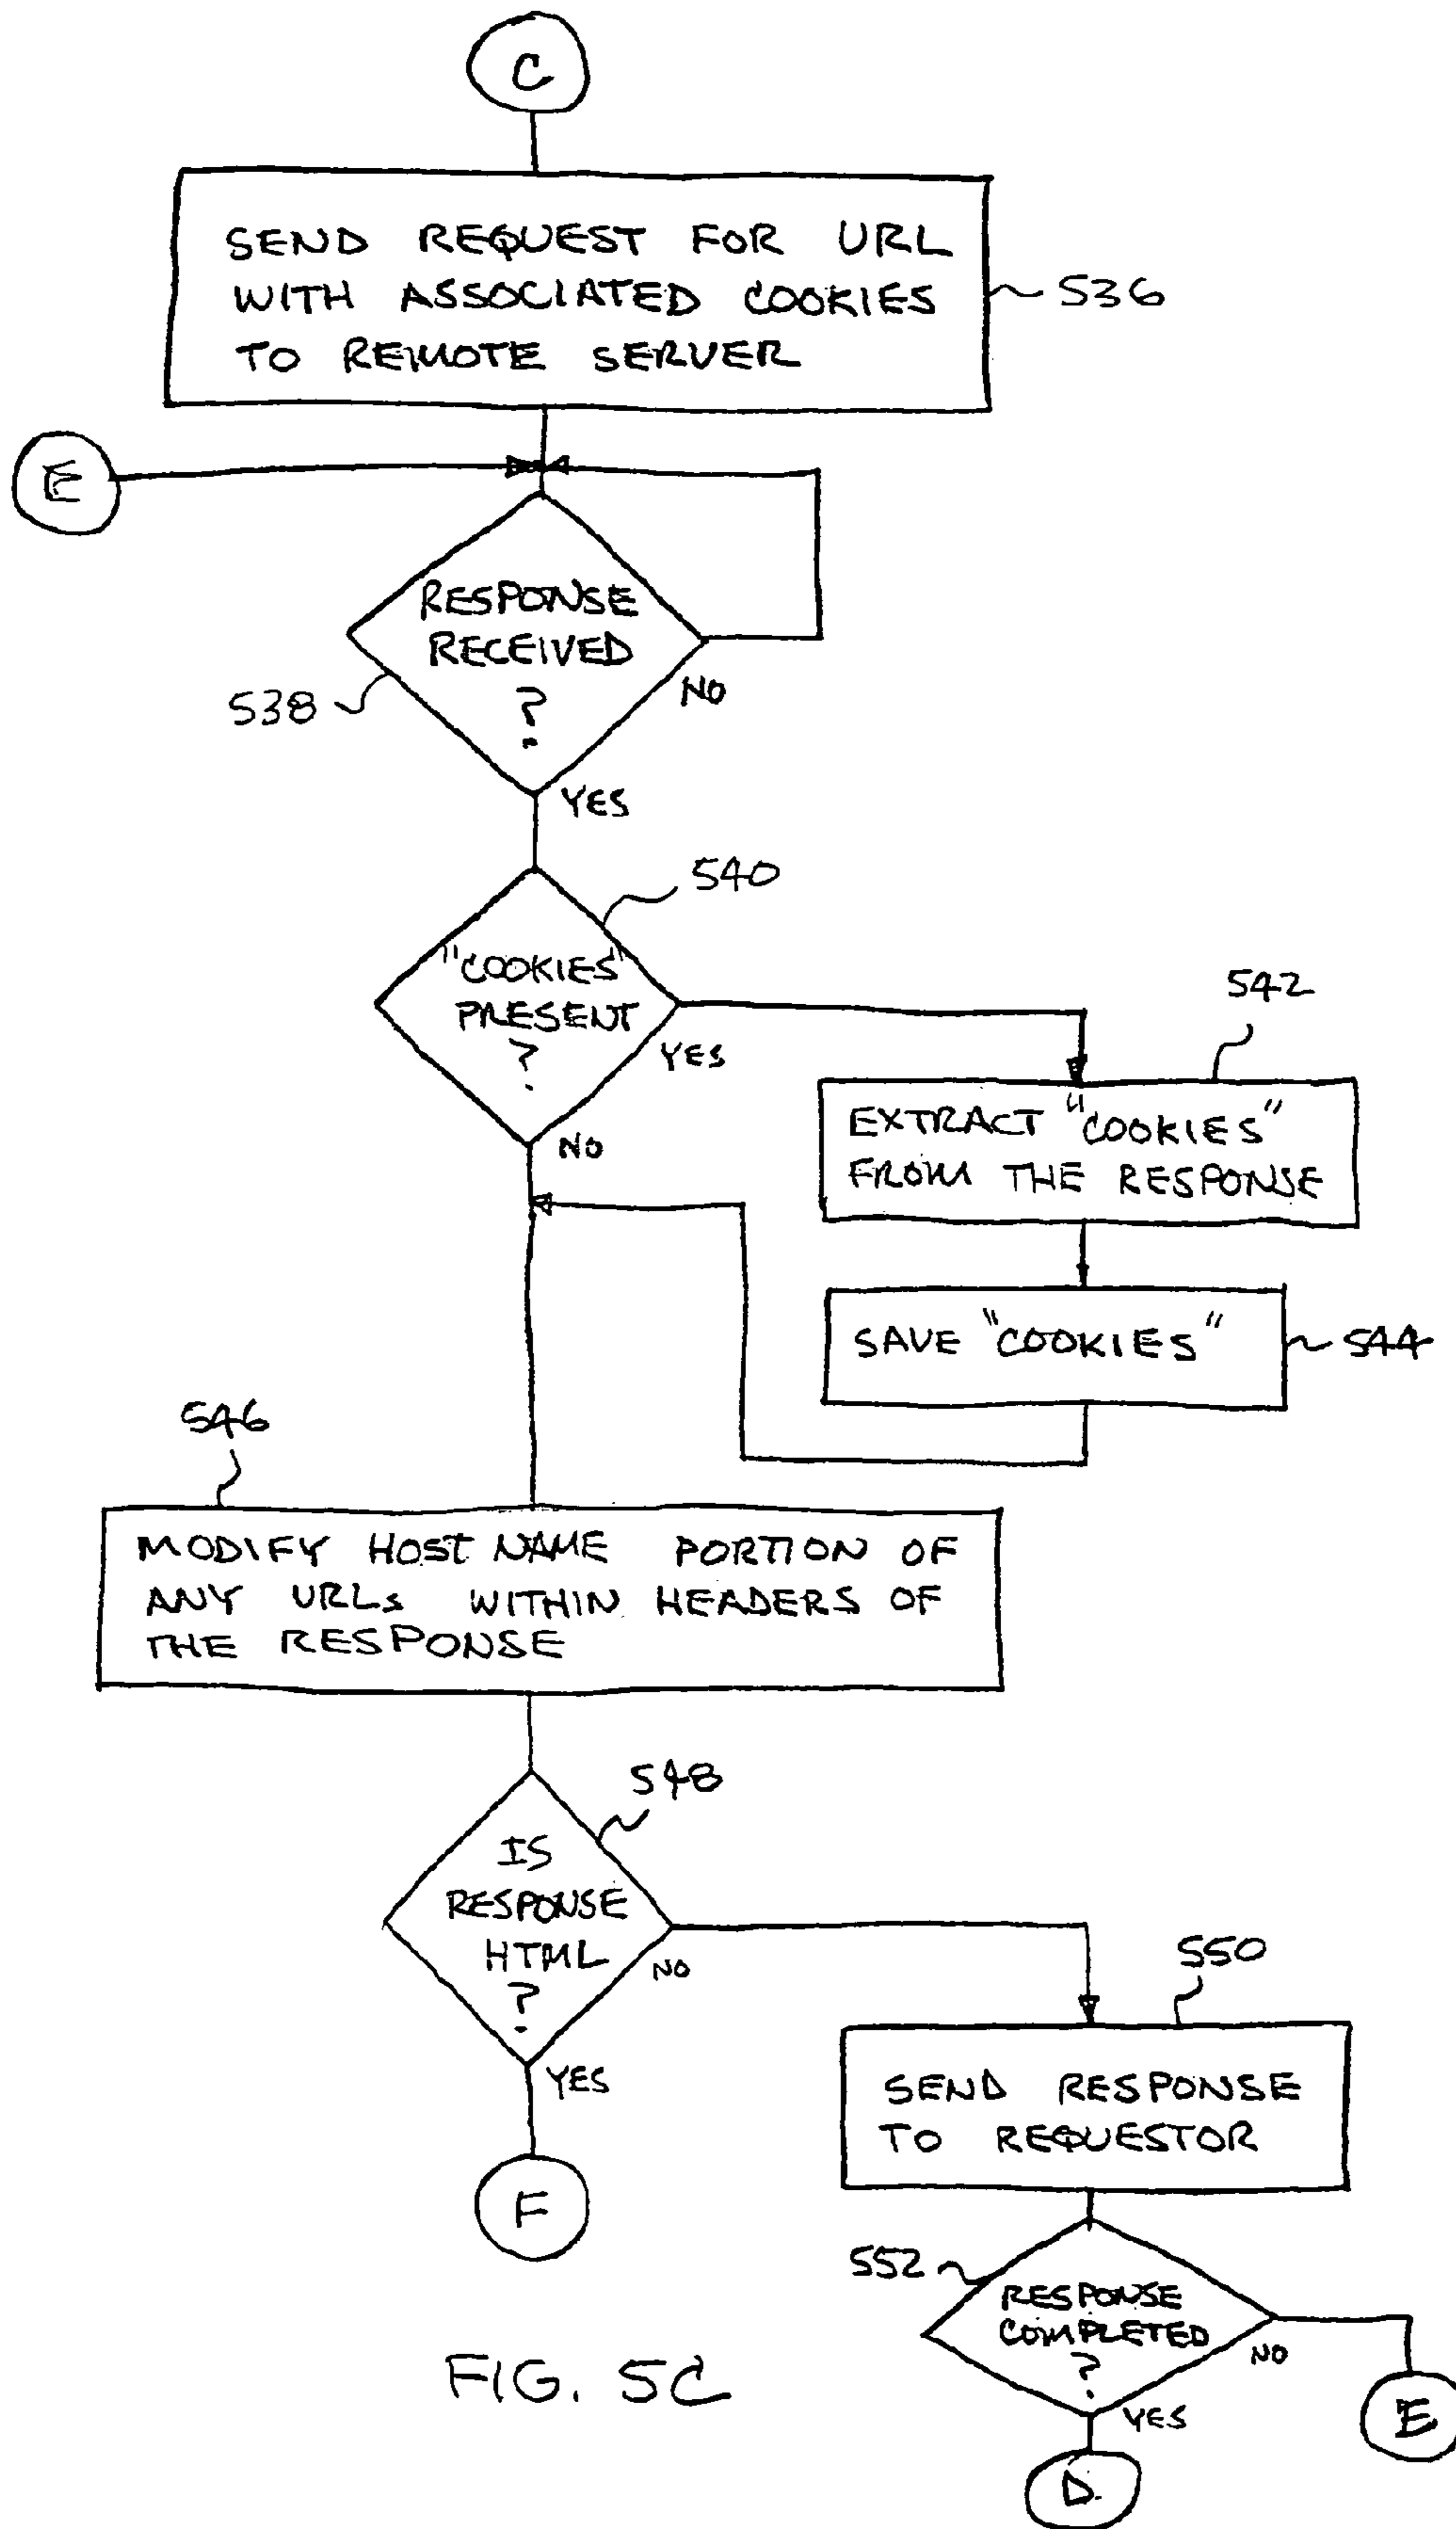 C
SEND REQUEST FOR URL
WITH ASSOCIATED COOKIES
TO REMOTE SERVER
536
E
RESPONSE
RECEIVED
?
538
NO
YES
540
"COOKIES"
PRESENT
?
YES
NO
542
EXTRACT "COOKIES"
FROM THE RESPONSE
SAVE "COOKIES"
544
546
MODIFY HOST NAME PORTION OF
ANY URLs WITHIN HEADERS OF
THE RESPONSE
548
IS
RESPONSE
HTML
?
NO
YES
F
550
SEND RESPONSE
TO REQUESTOR
552
RESPONSE
COMPLETED
?
NO
YES
E
D
FIG. 5C